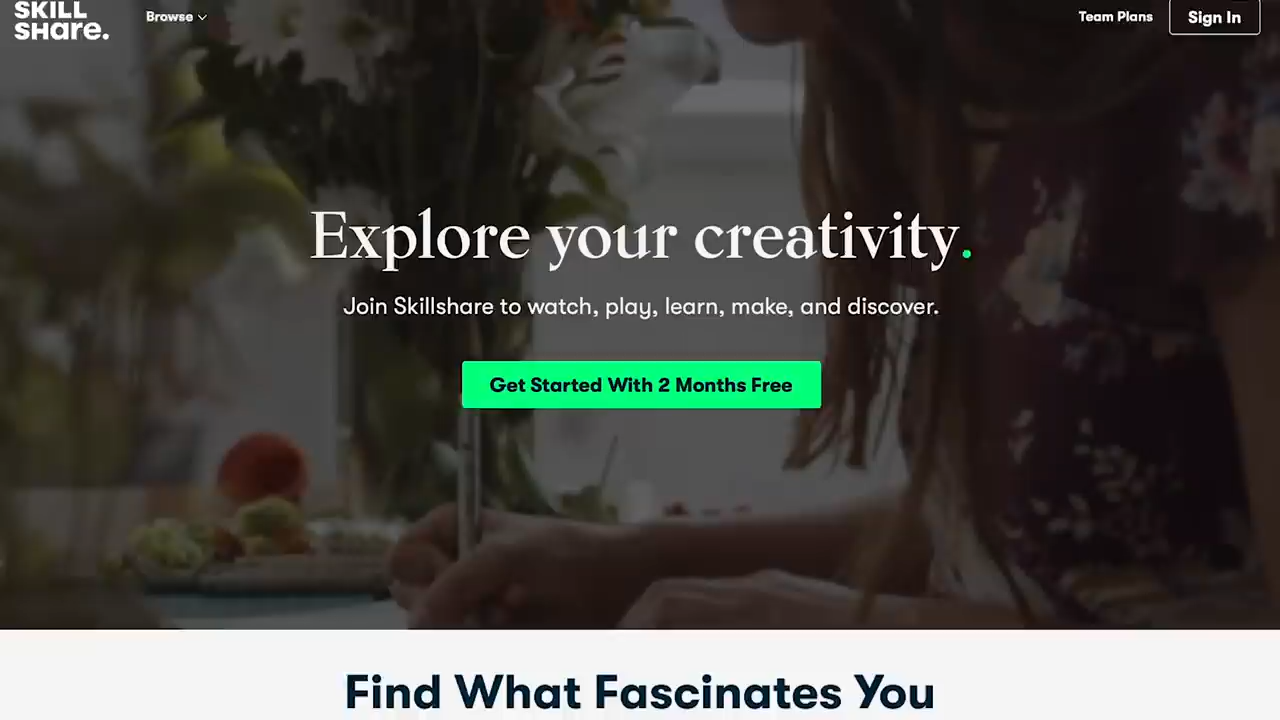 SKILL
SHare.
Browse
Team Plans
Sign In
Explore your creativity.
Join Skillshare to watch, play, learn, make, and discover.
Get Started With 2 Months Free
Find What Fascinates You